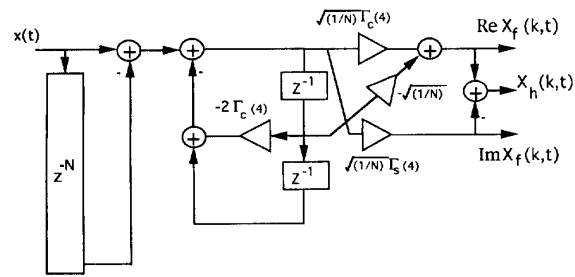 √(1/N) Γc(4)
Re Xf(k,t)
x(t)
+
-
+
-
+
z⁻¹
-√(1/N)
+
-
Xh(k,t)
-2 Γc(4)
+
z⁻ᴺ
z⁻¹
√(1/N) Γs(4)
Im Xf(k,t)